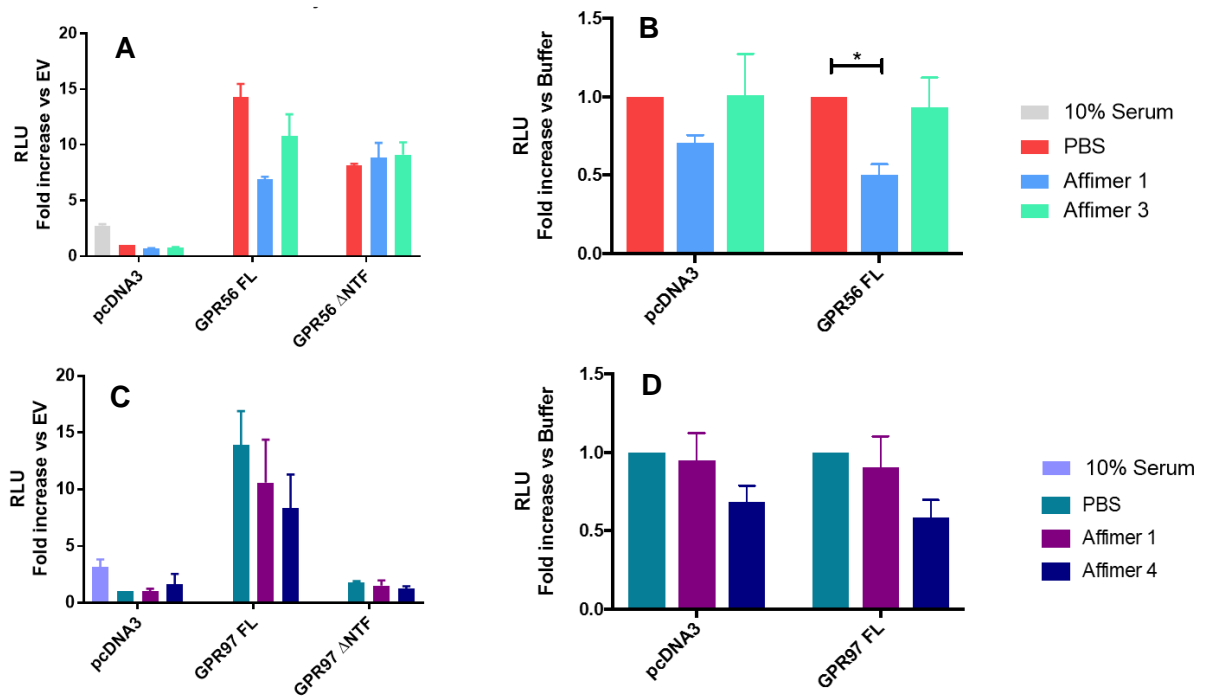 A
20
15
10
5
0
RLU
Fold increase vs EV
pcDNA3
GPR56 FL
GPR56 ΔNTF
B
1.5
1.0
0.5
0.0
RLU
Fold increase vs Buffer
*
pcDNA3
GPR56 FL
10% Serum
PBS
Affimer 1
Affimer 3
C
20
15
10
5
0
RLU
Fold increase vs EV
pcDNA3
GPR97 FL
GPR97 ΔNTF
D
1.5
1.0
0.5
0.0
RLU
Fold increase vs Buffer
pcDNA3
GPR97 FL
10% Serum
PBS
Affimer 1
Affimer 4